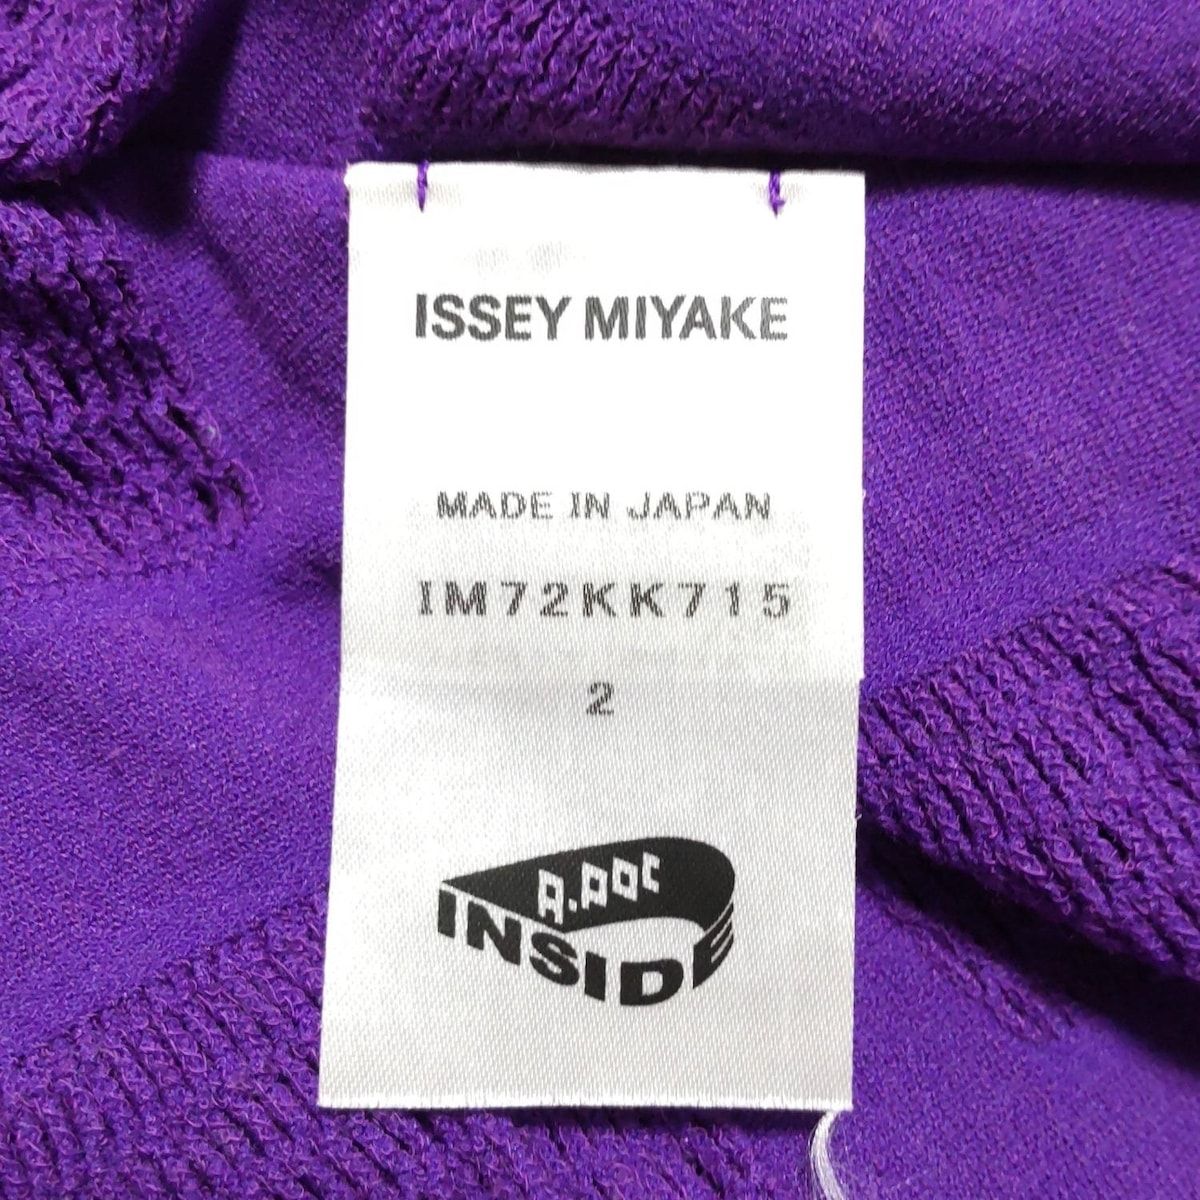 ISSEY MIYAKE
MADE IN JAPAN
IM72KK715
2
A.POC
INSIDE